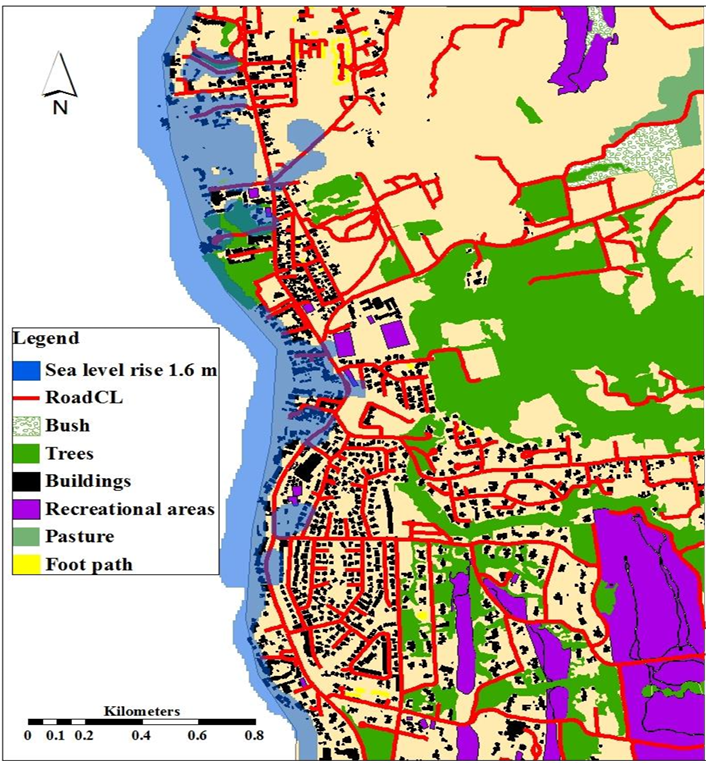 N
Legend
Sea level rise 1.6 m
RoadCL
Bush
Trees
Buildings
Recreational areas
Pasture
Foot path
Kilometers
0 0.1 0.2 0.4 0.6 0.8